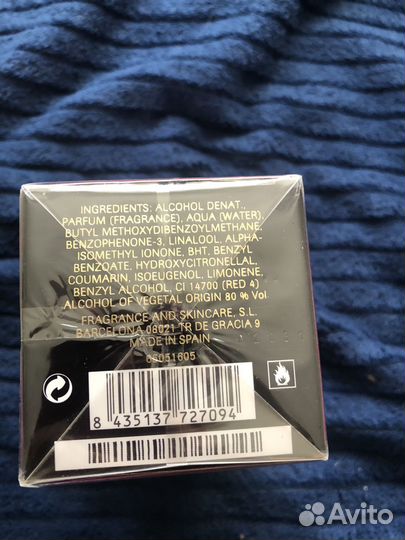 INGREDIENTS: ALCOHOL DENAT.,
PARFUM (FRAGRANCE), AQUA (WATER),
BUTYL METHOXYDIBENZOYLMETHANE,
BENZOPHENONE-3, LINALOOL, ALPHA-
ISOMETHYL IONONE, BHT, BENZYL
BENZOATE, HYDROXYCITRONELLAL,
COUMARIN, ISOEUGENOL, LIMONENE,
BENZYL ALCOHOL, CI 14700 (RED 4)
ALCOHOL OF VEGETAL ORIGIN 80 % Vol
FRAGRANCE AND SKINCARE, S.L.
BARCELONA 08021 TR DE GRACIA 9
MADE IN SPAIN
06051605
8 435137 727094
Avito